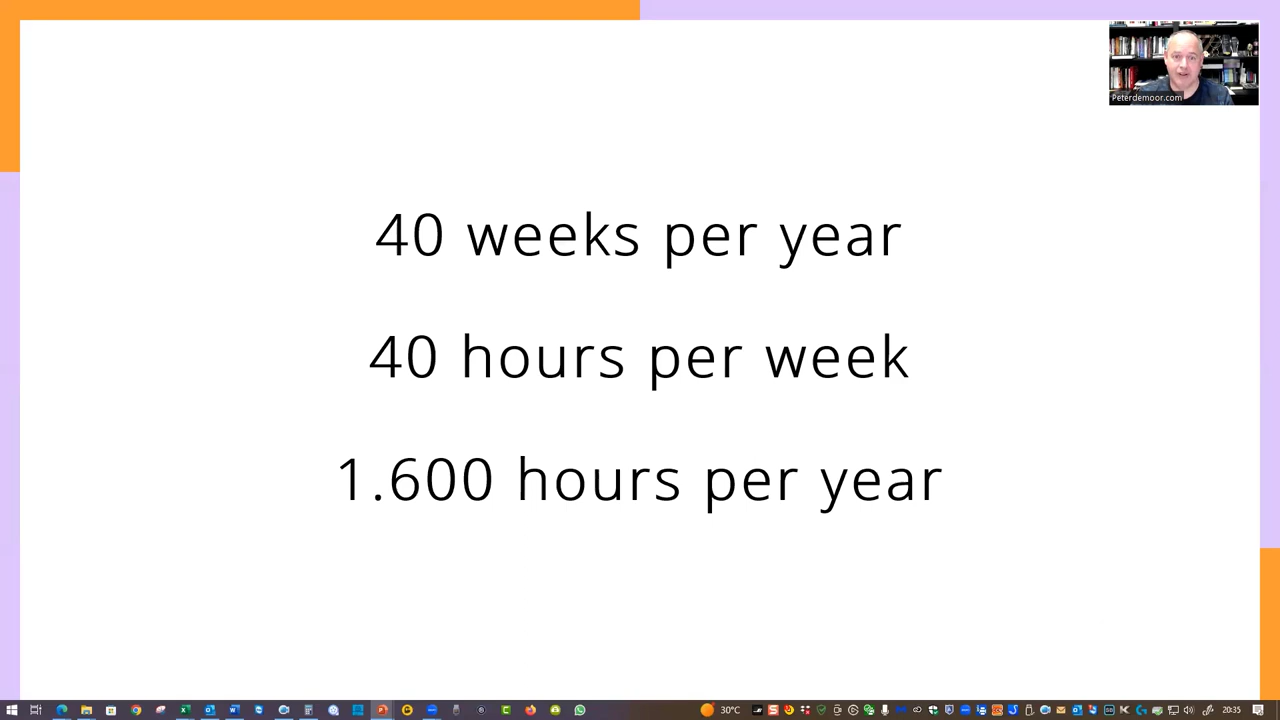 Peterdemoor.com
40 weeks per year
40 hours per week
1.600 hours per year
30°C
20:35